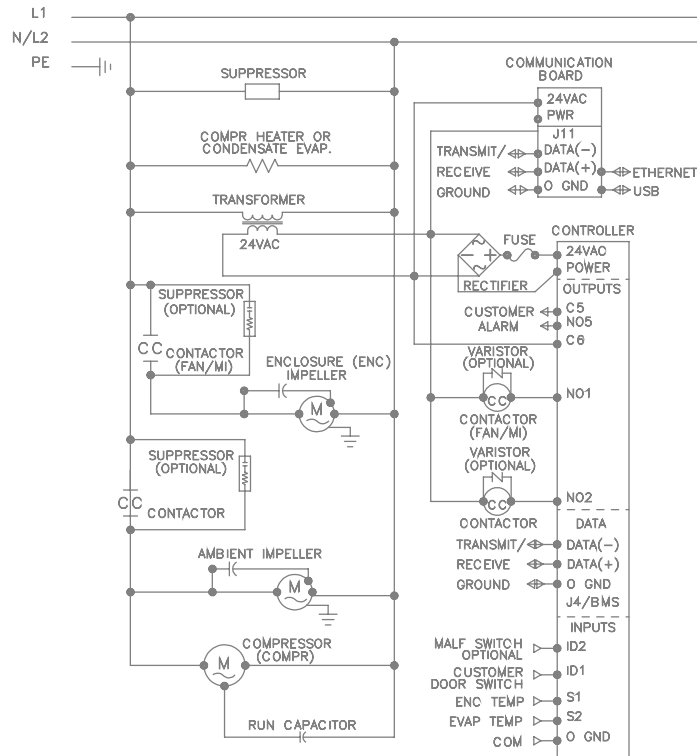 L1
N/L2
PE
SUPPRESSOR
COMPR HEATER OR
CONDENSATE EVAP.
TRANSFORMER
24VAC
SUPPRESSOR
(OPTIONAL)
CC
CONTACTOR
(FAN/MI)
ENCLOSURE (ENC)
IMPELLER
M
SUPPRESSOR
(OPTIONAL)
CC
CONTACTOR
AMBIENT IMPELLER
M
COMPRESSOR
(COMPR)
M
RUN CAPACITOR
COMMUNICATION
BOARD
24VAC
PWR
J11
TRANSMIT/ DATA(-)
RECEIVE DATA(+) ETHERNET
GROUND O GND USB
CONTROLLER
FUSE
24VAC
POWER
RECTIFIER
OUTPUTS
CUSTOMER C5
ALARM NO5
C6
VARISTOR
(OPTIONAL)
CC
NO1
CONTACTOR
(FAN/MI)
VARISTOR
(OPTIONAL)
CC
NO2
CONTACTOR
DATA
TRANSMIT/ DATA(-)
RECEIVE DATA(+)
GROUND O GND
J4/BMS
INPUTS
MALF SWITCH ID2
OPTIONAL
CUSTOMER ID1
DOOR SWITCH
ENC TEMP S1
EVAP TEMP S2
COM O GND